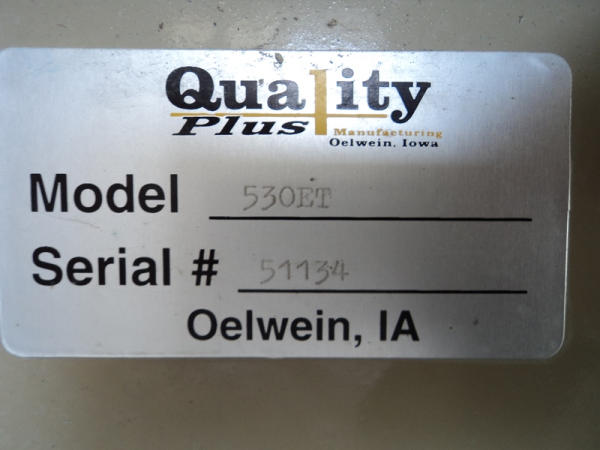 Quality
Plus Manufacturing
Oelwein, Iowa
Model 530ET
Serial # 51134
Oelwein, IA